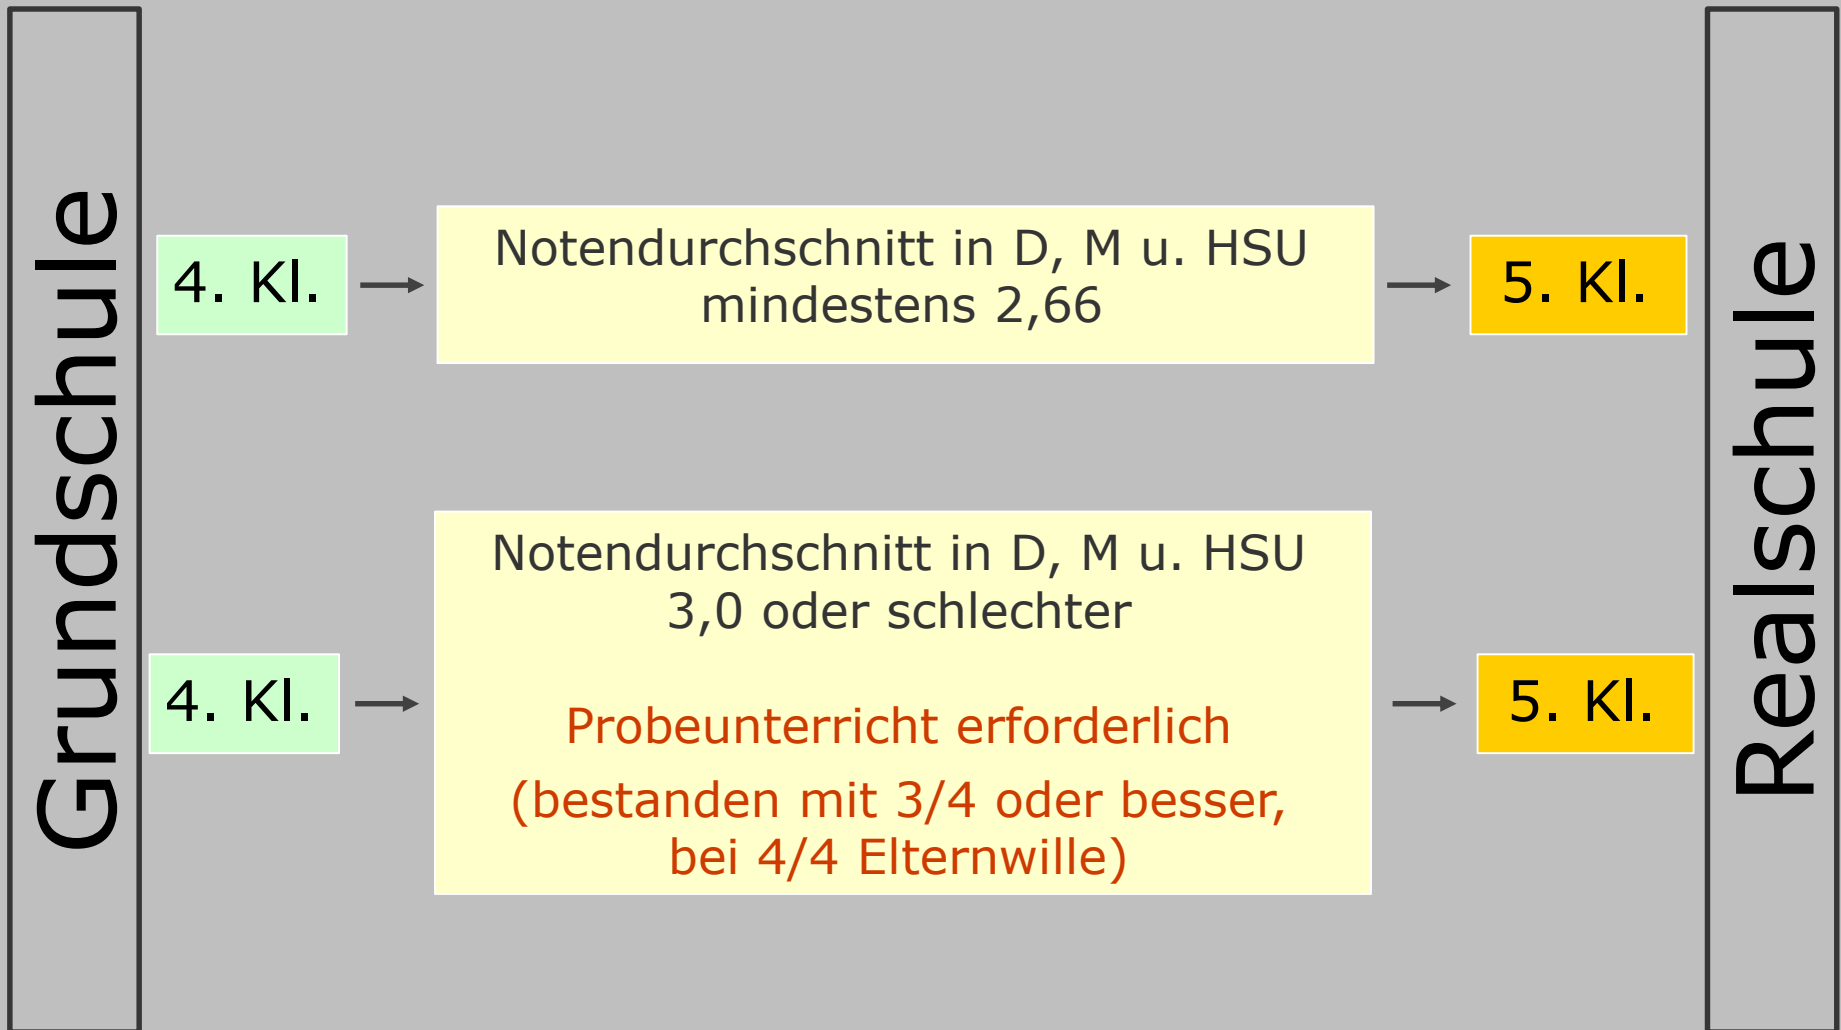 Grundschule
4. Kl.
Notendurchschnitt in D, M u. HSU
mindestens 2,66
5. Kl.
4. Kl.
Notendurchschnitt in D, M u. HSU
3,0 oder schlechter
Probeunterricht erforderlich
(bestanden mit 3/4 oder besser,
bei 4/4 Elternwille)
5. Kl.
Realschule